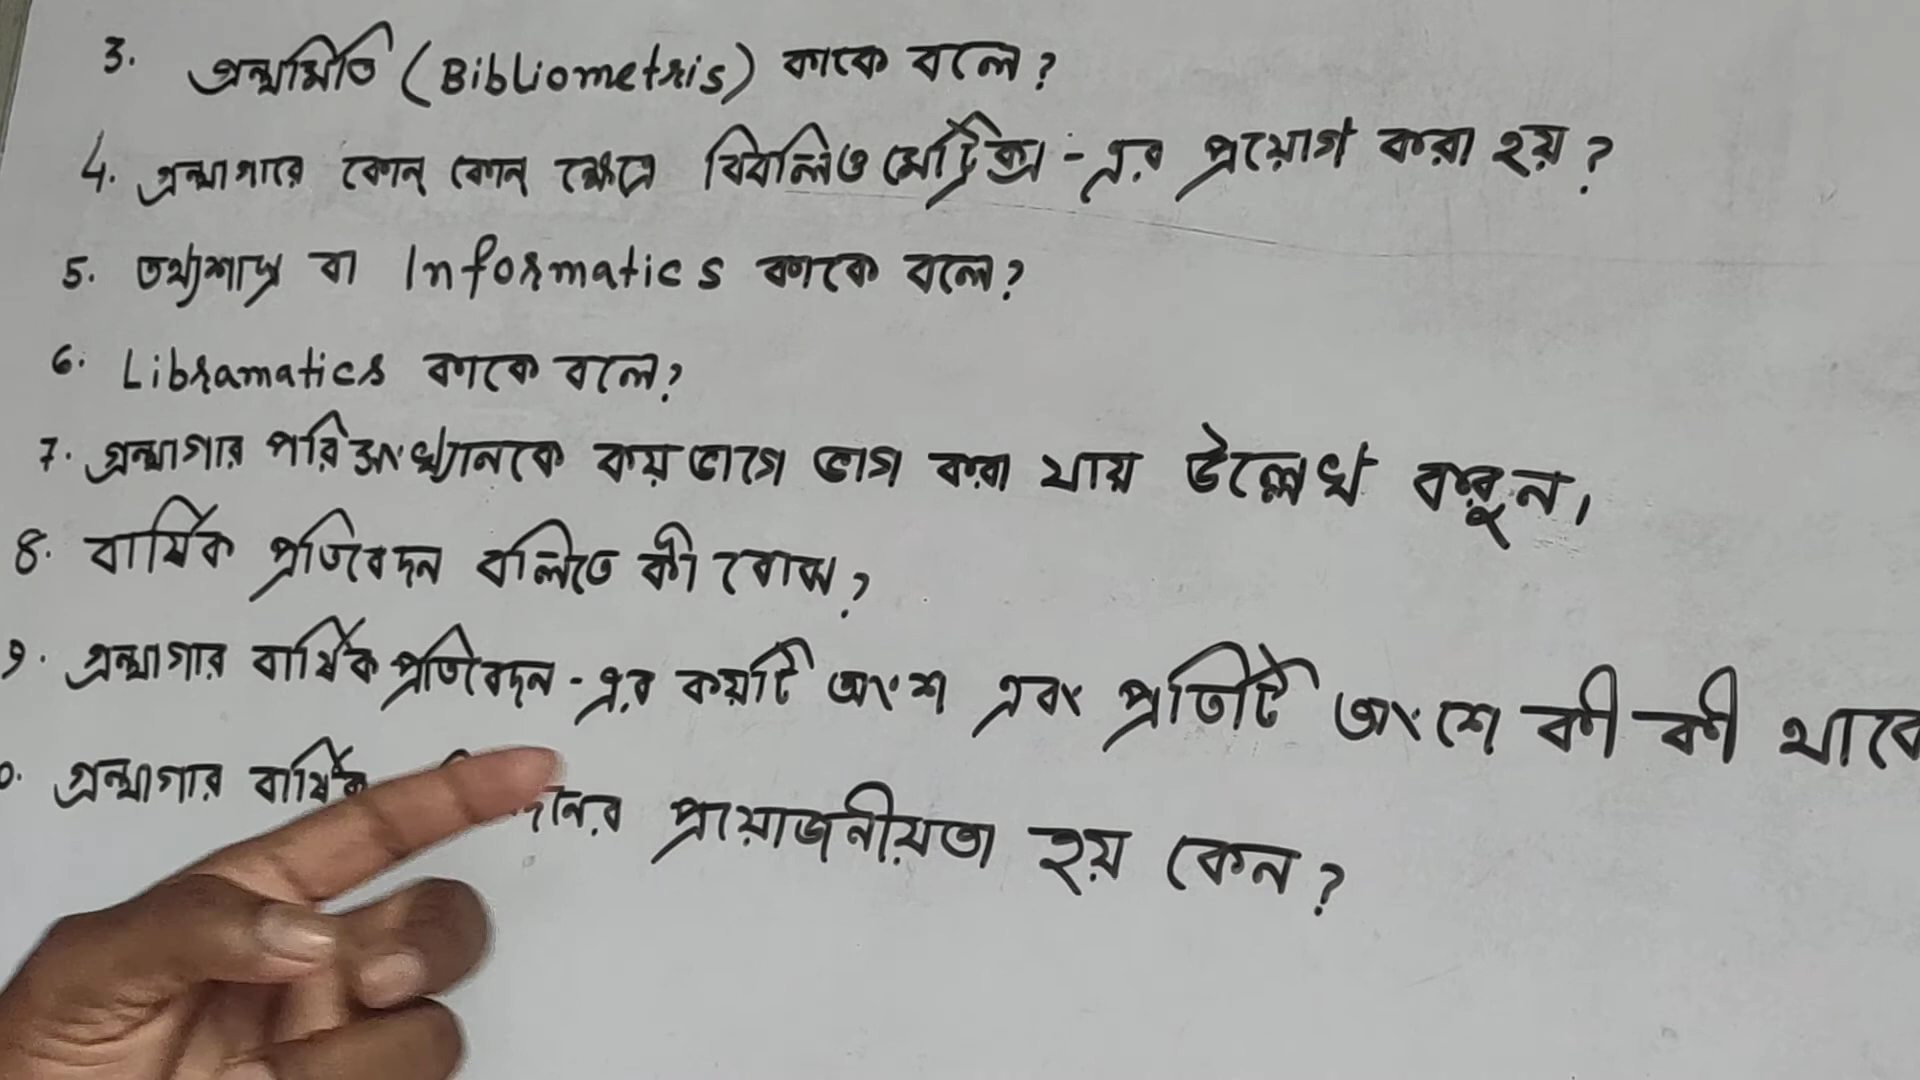 3. গ্রন্থমিতি (Bibliometris) কাকে বলে?
4. গ্রন্থাগারে কোন্ কোন্ ক্ষেত্রে বিবলিওমেট্রিক্স-এর প্রয়োগ করা হয়?
5. তথ্যশাস্ত্র বা Informatics কাকে বলে?
6. Libramatics কাকে বলে?
7. গ্রন্থাগার পরিসংখ্যানকে কয় ভাগে ভাগ করা যায় উল্লেখ করুন।
8. বার্ষিক প্রতিবেদন বলিতে কী বোঝ?
9. গ্রন্থাগার বার্ষিক প্রতিবেদন-এর কয়টি অংশ এবং প্রতিটি অংশে কী কী থাকে
0. গ্রন্থাগার বার্ষিক প্রয়োজনীয়তা হয় কেন?